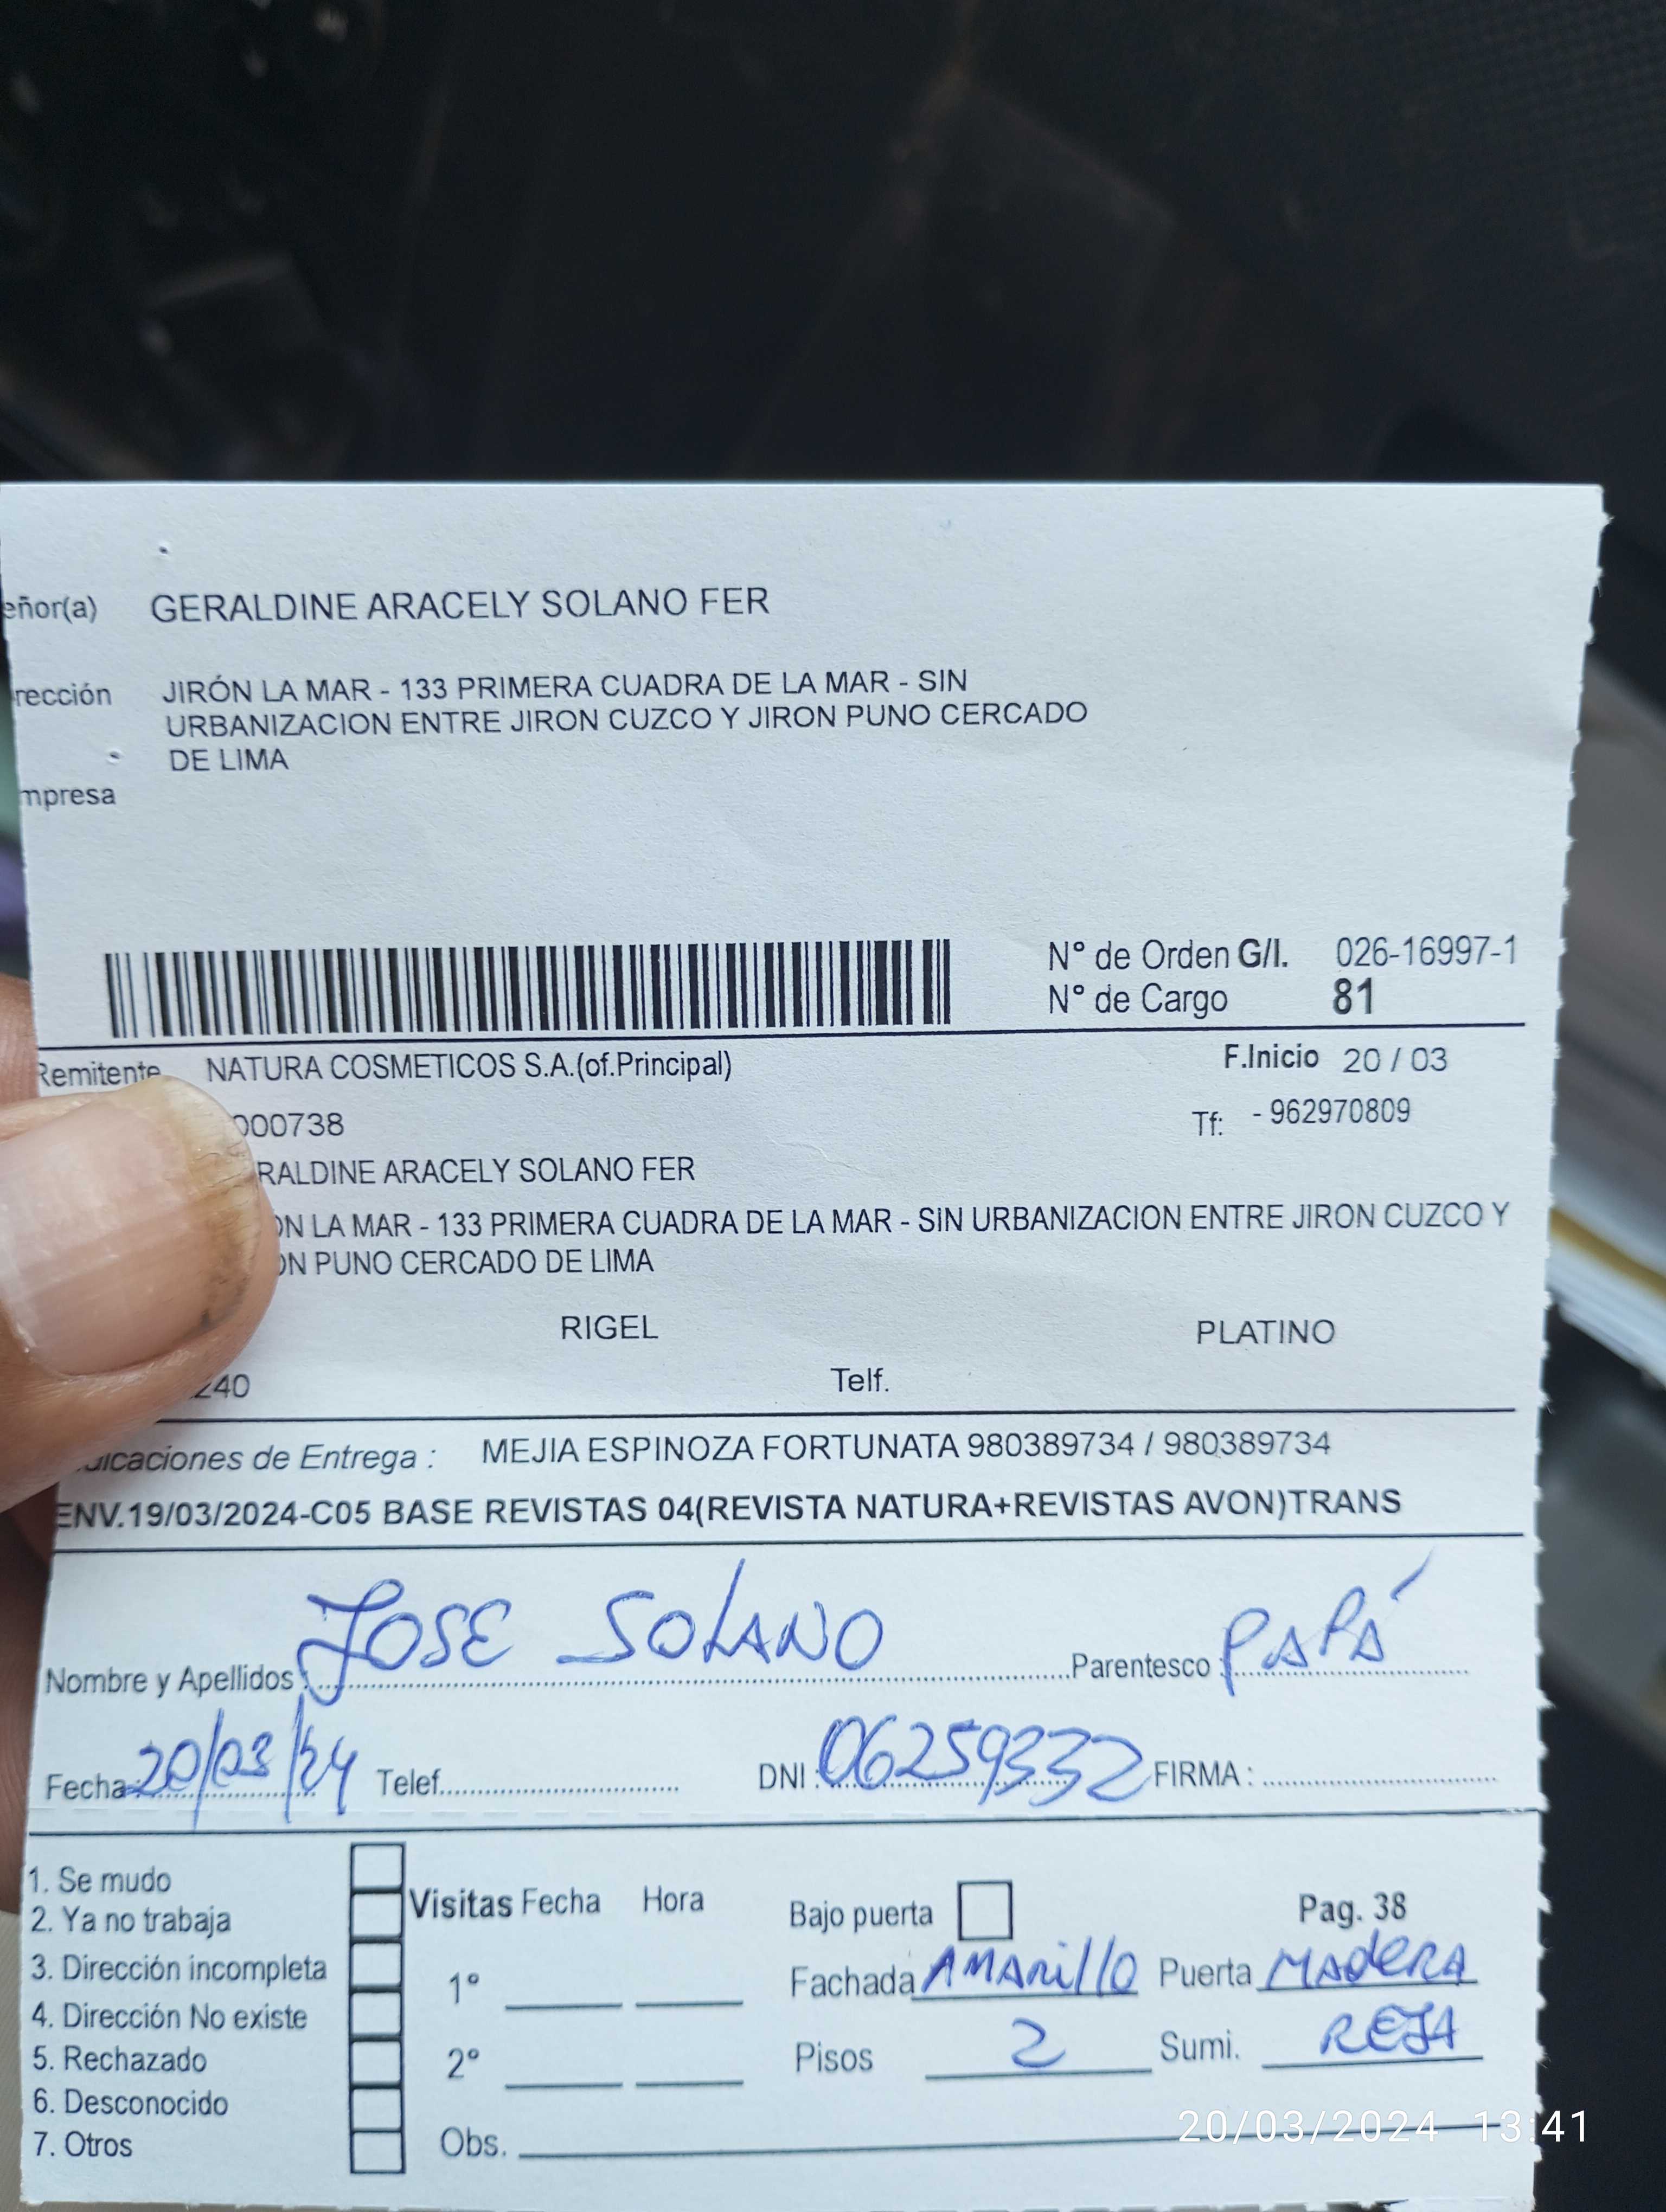 eñor(a) GERALDINE ARACELY SOLANO FER
rección JIRÓN LA MAR - 133 PRIMERA CUADRA DE LA MAR - SIN
URBANIZACION ENTRE JIRON CUZCO Y JIRON PUNO CERCADO
DE LIMA
mpresa
N° de Orden G/I. 026-16997-1
N° de Cargo 81
Remitente NATURA COSMETICOS S.A.(of.Principal) F.Inicio 20 / 03
000738 Tf: - 962970809
RALDINE ARACELY SOLANO FER
ON LA MAR - 133 PRIMERA CUADRA DE LA MAR - SIN URBANIZACION ENTRE JIRON CUZCO Y
ON PUNO CERCADO DE LIMA
RIGEL PLATINO
240 Telf.
dicaciones de Entrega : MEJIA ESPINOZA FORTUNATA 980389734 / 980389734
ENV.19/03/2024-C05 BASE REVISTAS 04(REVISTA NATURA+REVISTAS AVON)TRANS
Nombre y Apellidos : JOSE SOLANO Parentesco : PAPÁ
Fecha: 20/03/24 Telef. DNI : 06259332 FIRMA :
1. Se mudo
2. Ya no trabaja
3. Dirección incompleta
4. Dirección No existe
5. Rechazado
6. Desconocido
7. Otros
Visitas Fecha Hora
1°
2°
Obs.
Bajo puerta Pag. 38
Fachada AMARillO Puerta MAdERA
Pisos 2 Sumi. REJA
20/03/2024 13:41